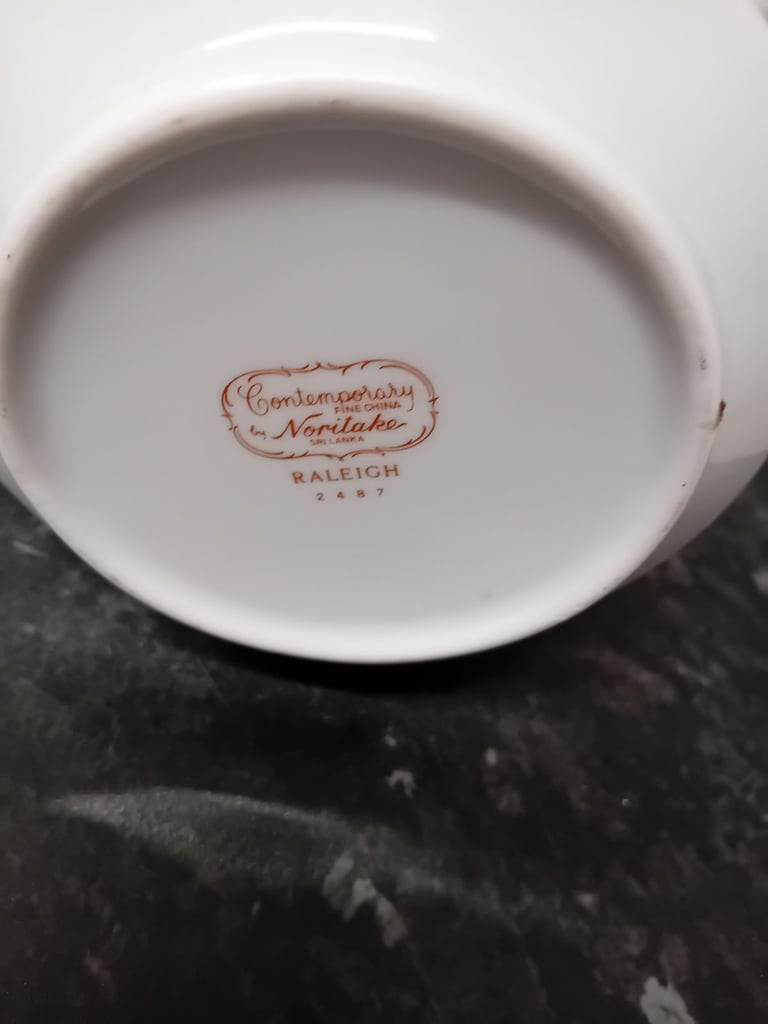 Contemporary
FINE CHINA
by Noritake
SRI LANKA
RALEIGH
2487